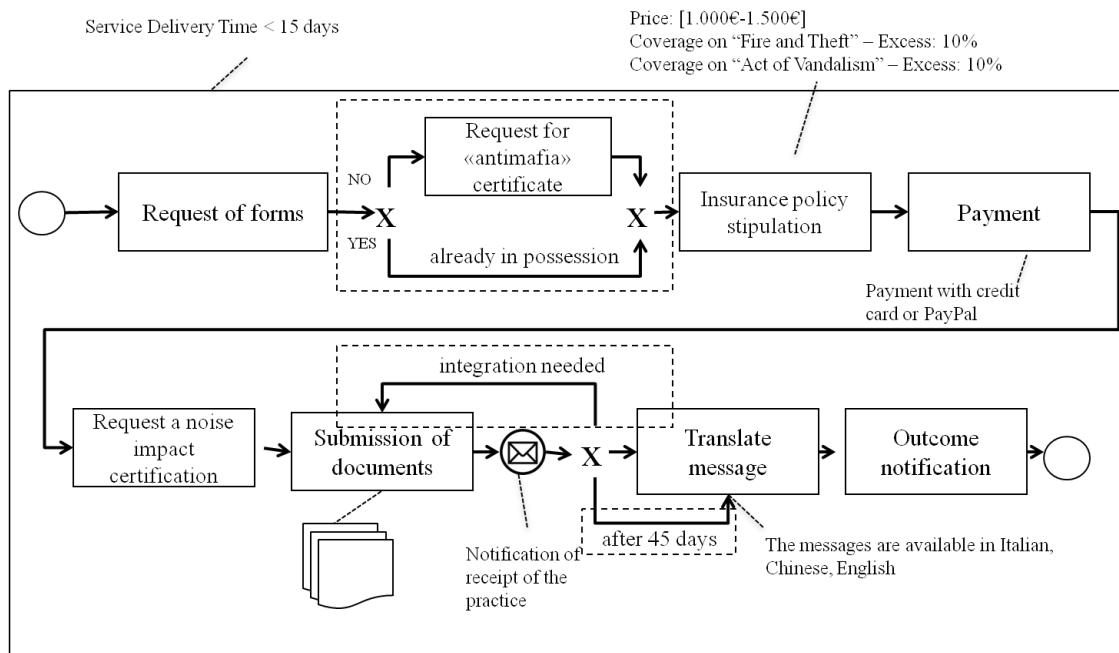 Service Delivery Time < 15 days
Price: [1.000€-1.500€]
Coverage on “Fire and Theft” – Excess: 10%
Coverage on “Act of Vandalism” – Excess: 10%
Request of forms
NO
X
YES
Request for
«antimafia»
certificate
already in possession
X
Insurance policy
stipulation
Payment
Payment with credit
card or PayPal
integration needed
Request a noise
impact
certification
Submission of
documents
X
Translate
message
Outcome
notification
after 45 days
Notification of
receipt of the
practice
The messages are available in Italian,
Chinese, English